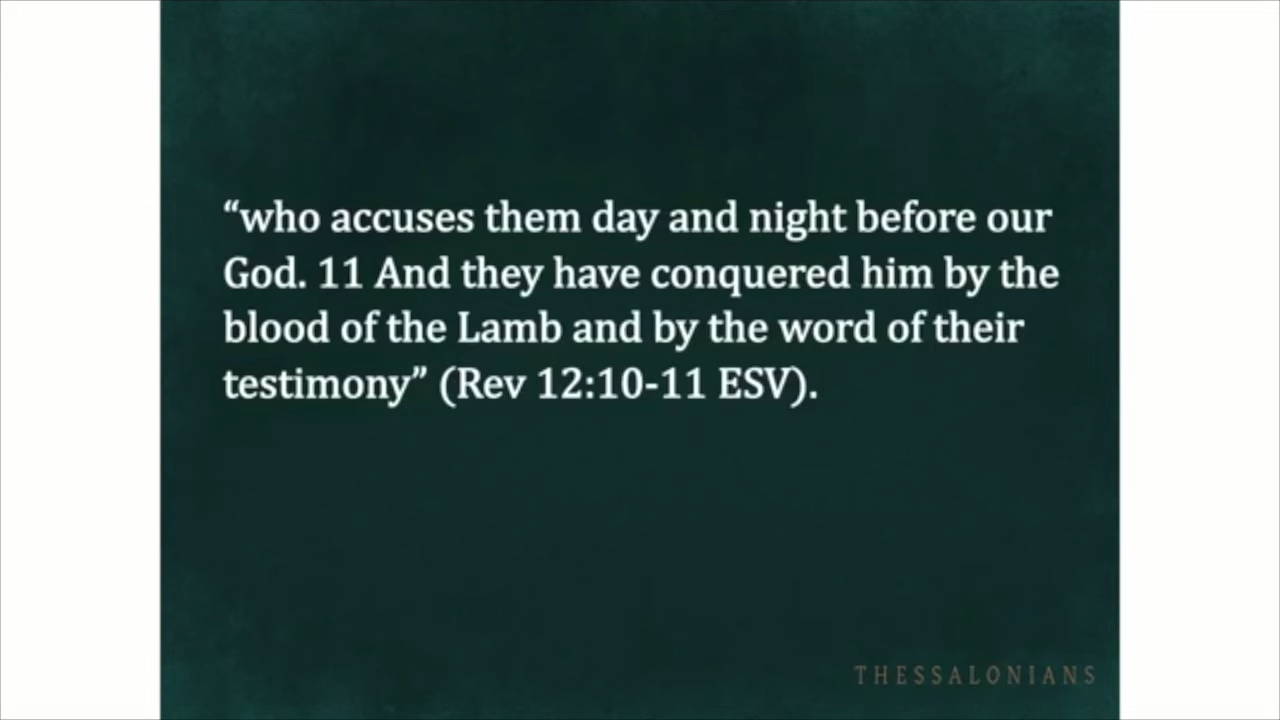 “who accuses them day and night before our
God. 11 And they have conquered him by the
blood of the Lamb and by the word of their
testimony” (Rev 12:10-11 ESV).
THESSALONIANS